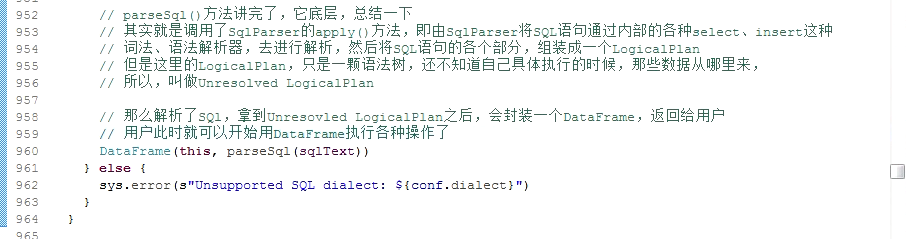 952 // parseSql()方法讲完了，它底层，总结一下
953 // 其实就是调用了SqlParser的apply()方法，即由SqlParser将SQL语句通过内部的各种select、insert这种
954 // 词法、语法解析器，去进行解析，然后将SQL语句的各个部分，组装成一个LogicalPlan
955 // 但是这里的LogicalPlan，只是一颗语法树，还不知道自己具体执行的时候，那些数据从哪里来，
956 // 所以，叫做Unresolved LogicalPlan
957
958 // 那么解析了SQl，拿到Unresovled LogicalPlan之后，会封装一个DataFrame，返回给用户
959 // 用户此时就可以开始用DataFrame执行各种操作了
960 DataFrame(this, parseSql(sqlText))
961 } else {
962 sys.error(s"Unsupported SQL dialect: ${conf.dialect}")
963 }
964 }
965